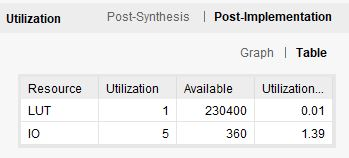 Utilization Post-Synthesis | Post-Implementation
Graph | Table
Resource Utilization Available Utilization...
LUT 1 230400 0.01
IO 5 360 1.39